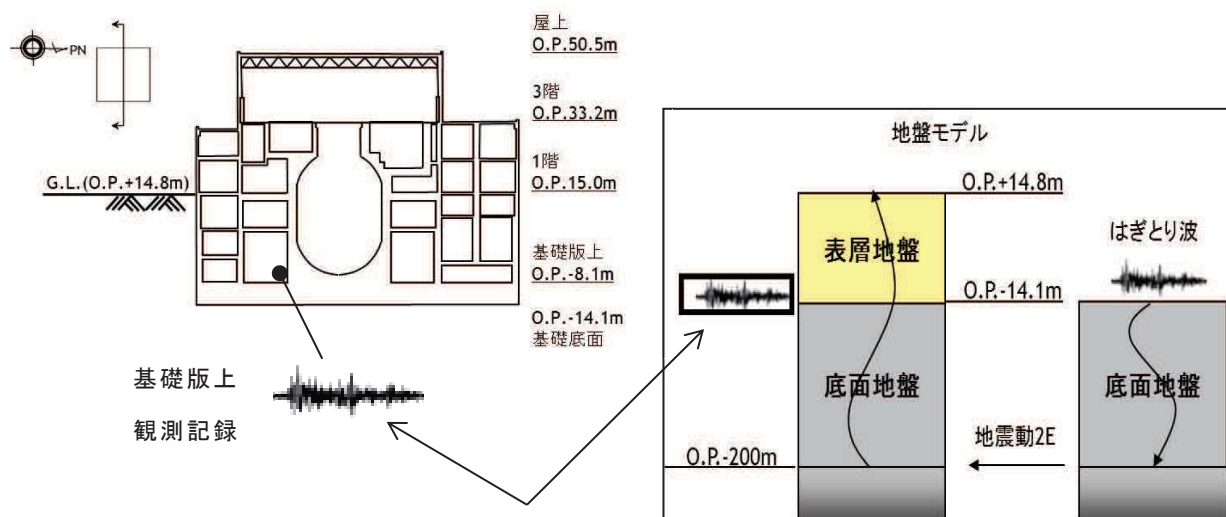 PN
屋上
O.P.50.5m
3階
O.P.33.2m
1階
O.P.15.0m
G.L.(O.P.+14.8m)
基礎版上
O.P.-8.1m
O.P.-14.1m
基礎底面
基礎版上
観測記録
地盤モデル
O.P.+14.8m
表層地盤
はぎとり波
O.P.-14.1m
底面地盤
底面地盤
地震動2E
O.P.-200m